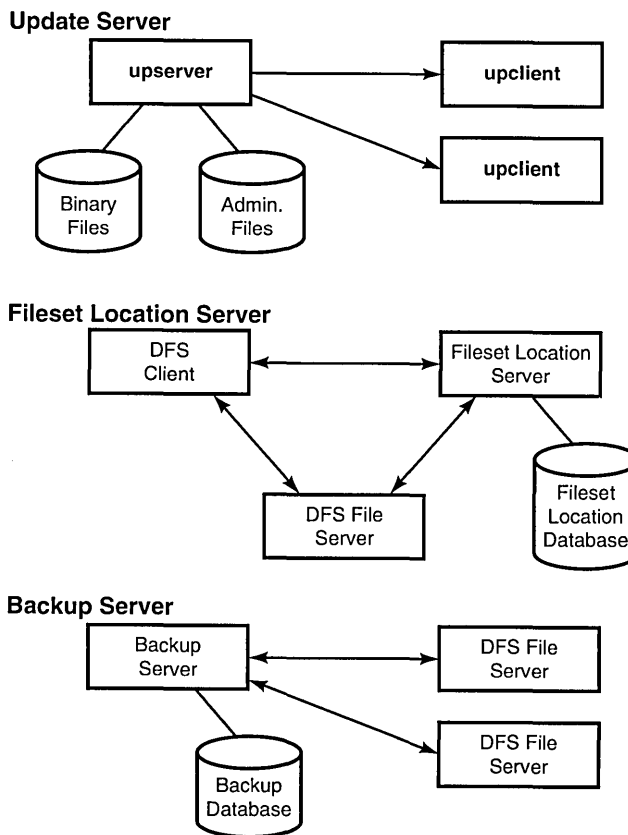 Update Server
upserver
upclient
upclient
Binary
Files
Admin.
Files
Fileset Location Server
DFS
Client
Fileset Location
Server
DFS File
Server
Fileset
Location
Database
Backup Server
Backup
Server
DFS File
Server
DFS File
Server
Backup
Database